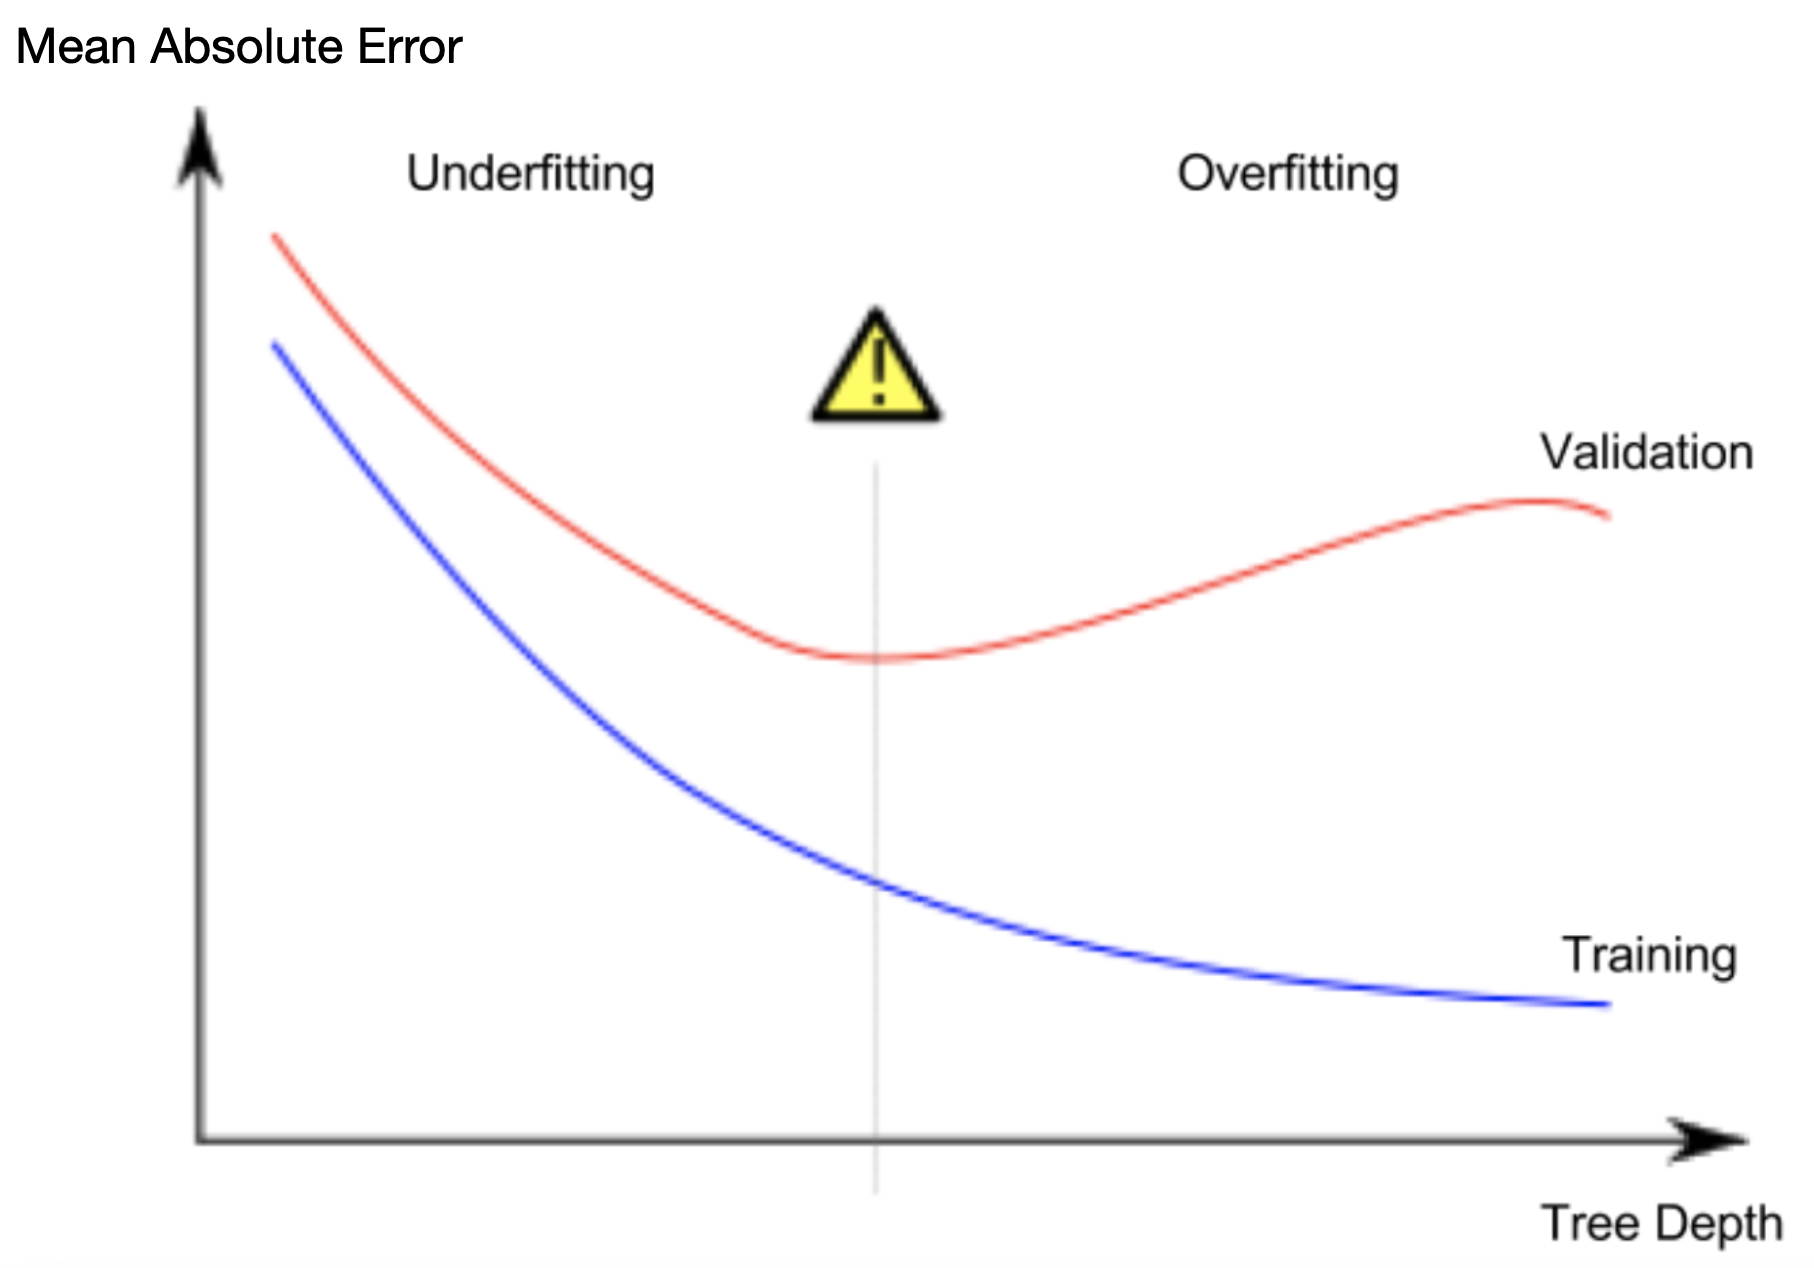 Mean Absolute Error
Underfitting
Overfitting
!
Validation
Training
Tree Depth